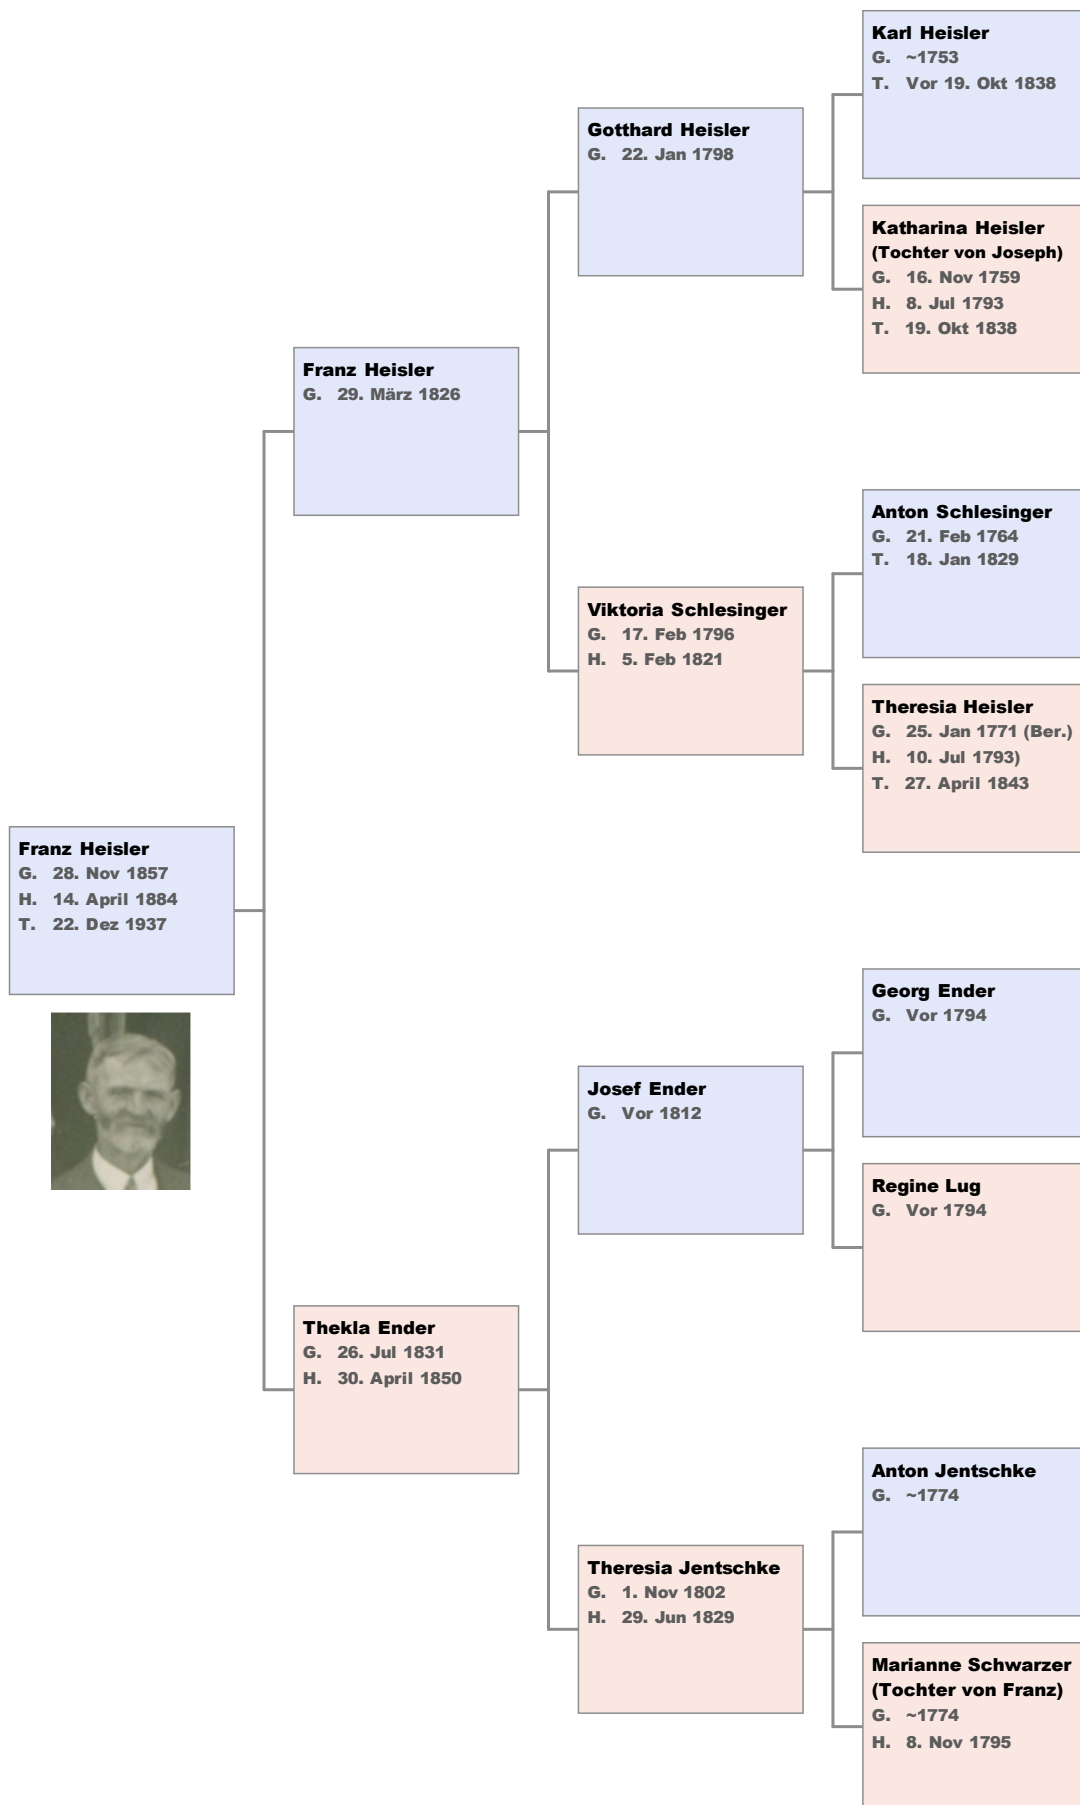 Karl Heisler
G. ~1753
T. Vor 19. Okt 1838
Gotthard Heisler
G. 22. Jan 1798
Katharina Heisler
(Tochter von Joseph)
G. 16. Nov 1759
H. 8. Jul 1793
T. 19. Okt 1838
Franz Heisler
G. 29. März 1826
Anton Schlesinger
G. 21. Feb 1764
T. 18. Jan 1829
Viktoria Schlesinger
G. 17. Feb 1796
H. 5. Feb 1821
Theresia Heisler
G. 25. Jan 1771 (Ber.)
H. 10. Jul 1793)
T. 27. April 1843
Franz Heisler
G. 28. Nov 1857
H. 14. April 1884
T. 22. Dez 1937
Georg Ender
G. Vor 1794
Josef Ender
G. Vor 1812
Regine Lug
G. Vor 1794
Thekla Ender
G. 26. Jul 1831
H. 30. April 1850
Anton Jentschke
G. ~1774
Theresia Jentschke
G. 1. Nov 1802
H. 29. Jun 1829
Marianne Schwarzer
(Tochter von Franz)
G. ~1774
H. 8. Nov 1795